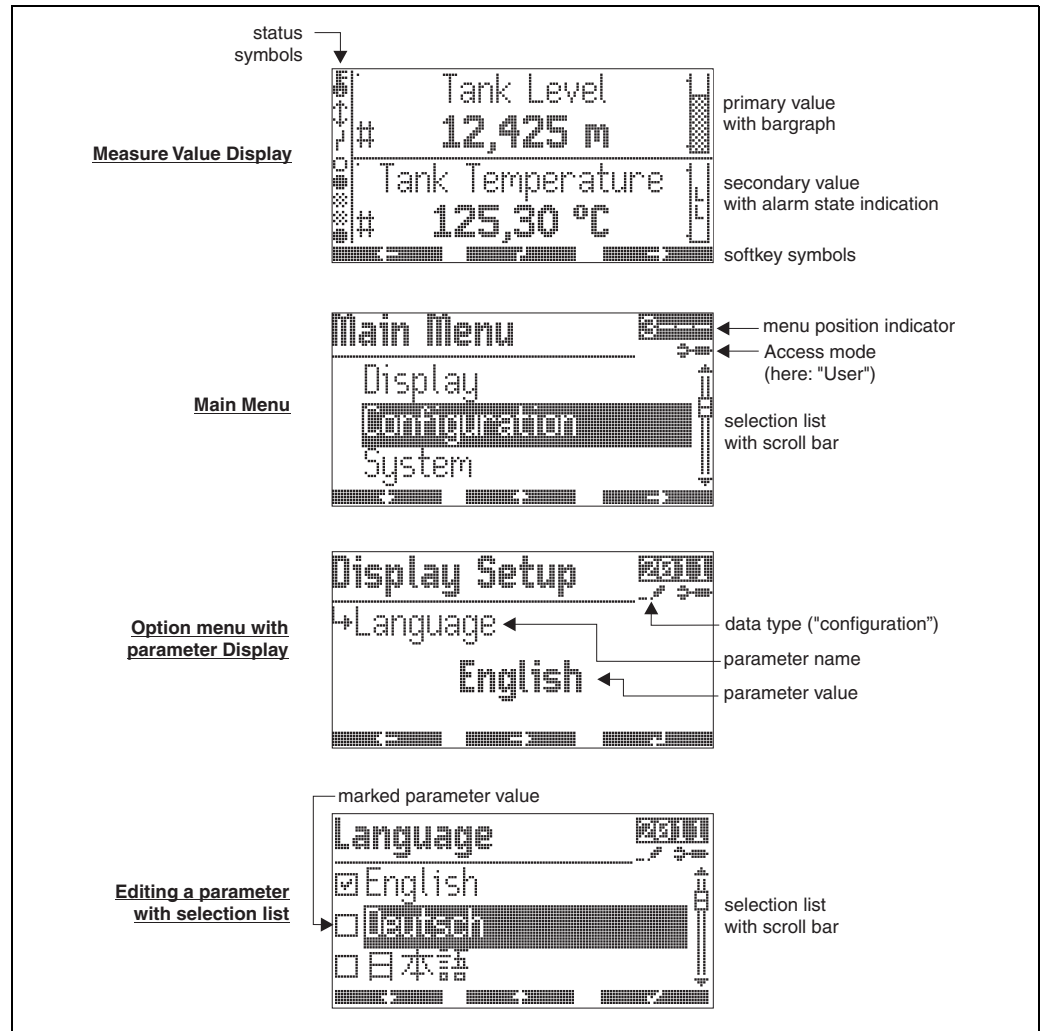 status
symbols
Measure Value Display
Tank Level
# 12,425 m
primary value
with bargraph
Tank Temperature
# 125,30 °C
secondary value
with alarm state indication
softkey symbols
Main Menu
Main Menu
3---
menu position indicator
Access mode
(here: "User")
Display
Configuration
System
selection list
with scroll bar
Option menu with
parameter Display
Display Setup
2011
Language
English
data type ("configuration")
parameter name
parameter value
marked parameter value
Editing a parameter
with selection list
Language
2011
English
Deutsch
日本語
selection list
with scroll bar